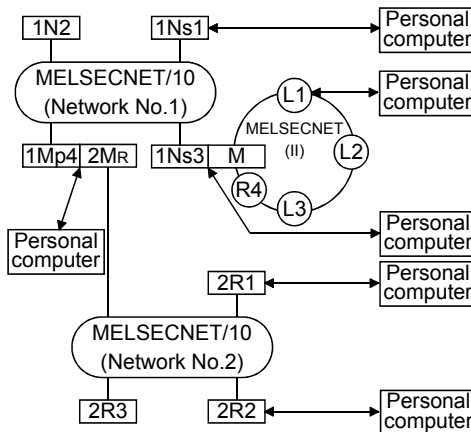 1N2
1Ns1
Personal
computer
MELSECNET/10
(Network No.1)
L1
Personal
computer
MELSECNET
(II)
L2
1Mp4
2MR
1Ns3
M
R4
L3
Personal
computer
Personal
computer
2R1
Personal
computer
MELSECNET/10
(Network No.2)
2R3
2R2
Personal
computer